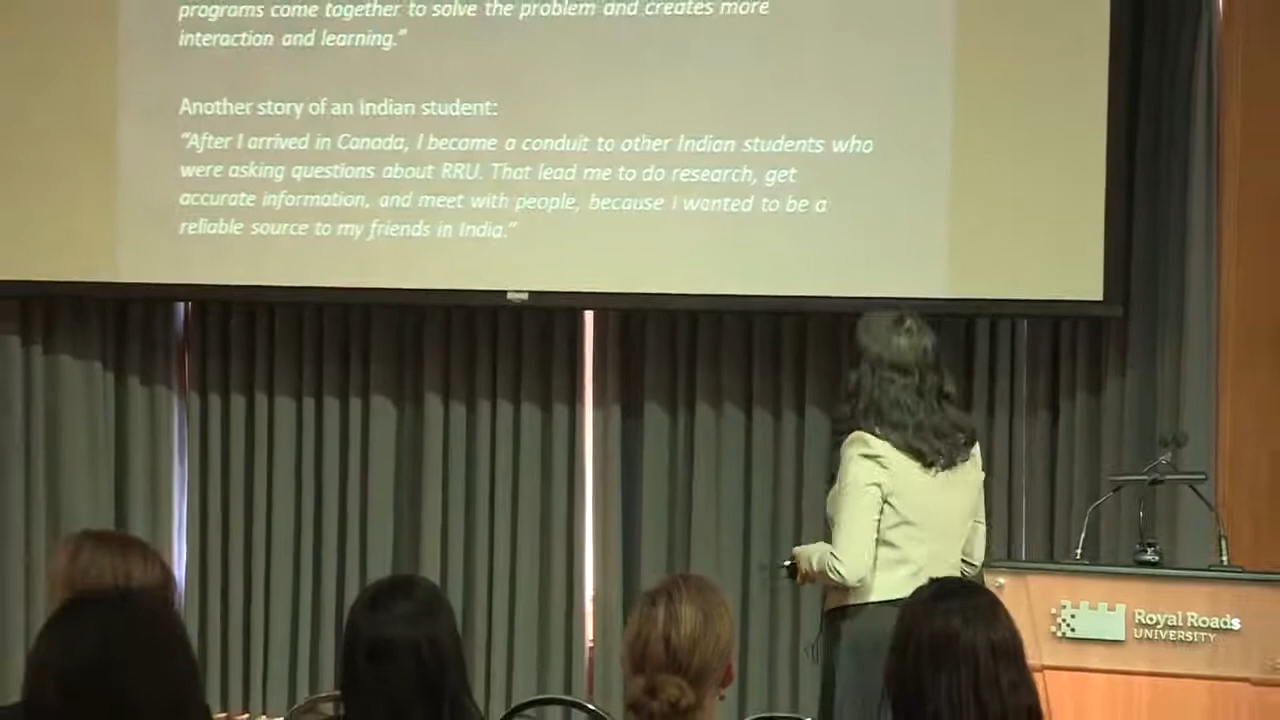 programs come together to solve the problem and creates more
interaction and learning.”
Another story of an Indian student:
“After I arrived in Canada, I became a conduit to other Indian students who
were asking questions about RRU. That lead me to do research, get
accurate information, and meet with people, because I wanted to be a
reliable source to my friends in India.”
Royal Roads
UNIVERSITY